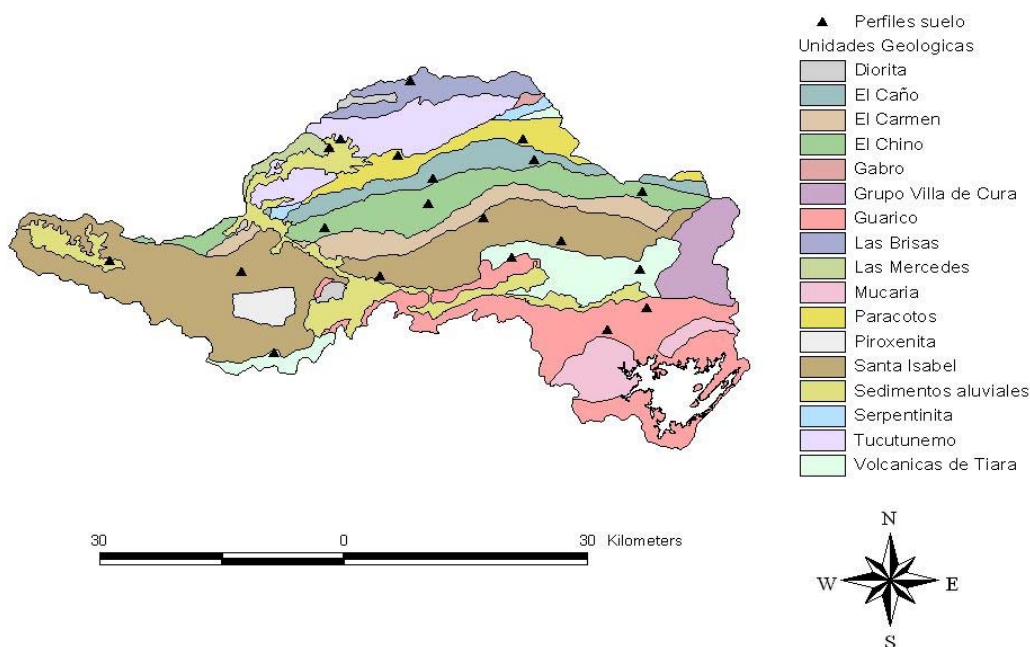 Perfiles suelo
Unidades Geologicas
Diorita
El Caño
El Carmen
El Chino
Gabro
Grupo Villa de Cura
Guarico
Las Brisas
Las Mercedes
Mucaria
Paracotos
Piroxenita
Santa Isabel
Sedimentos aluviales
Serpentinita
Tucutunemo
Volcanicas de Tiara
30 0 30 Kilometers
N
W E
S